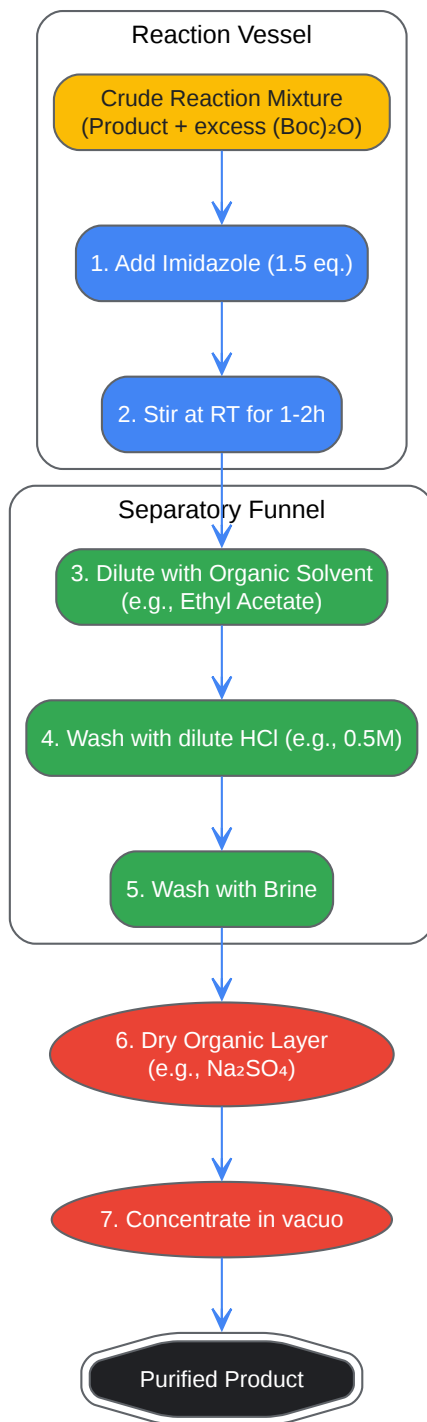 Reaction Vessel
Crude Reaction Mixture
(Product + excess (Boc)₂O)
1. Add Imidazole (1.5 eq.)
2. Stir at RT for 1-2h
Separatory Funnel
3. Dilute with Organic Solvent
(e.g., Ethyl Acetate)
4. Wash with dilute HCl (e.g., 0.5M)
5. Wash with Brine
6. Dry Organic Layer
(e.g., Na₂SO₄)
7. Concentrate in vacuo
Purified Product